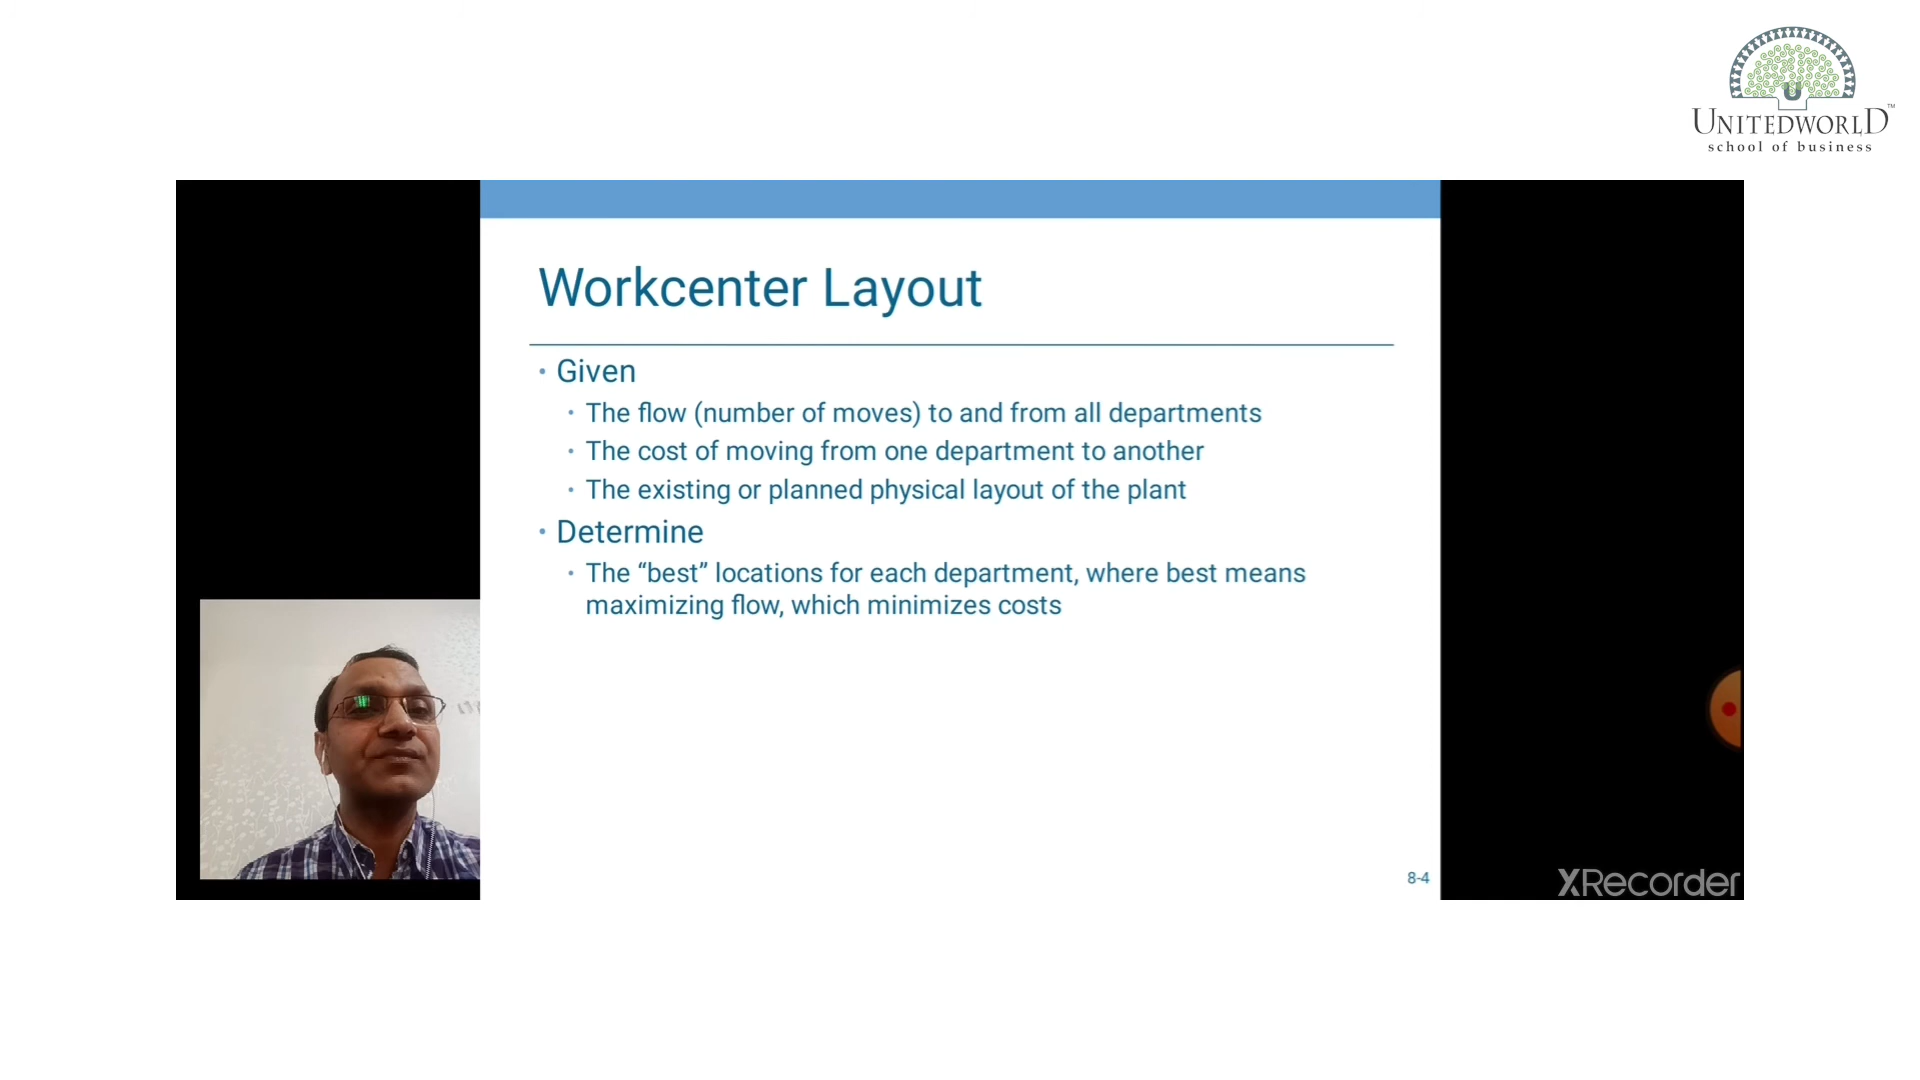 UNITEDWORLD™
school of business
Workcenter Layout
• Given
• The flow (number of moves) to and from all departments
• The cost of moving from one department to another
• The existing or planned physical layout of the plant
• Determine
• The “best” locations for each department, where best means
maximizing flow, which minimizes costs
8-4
XRecorder